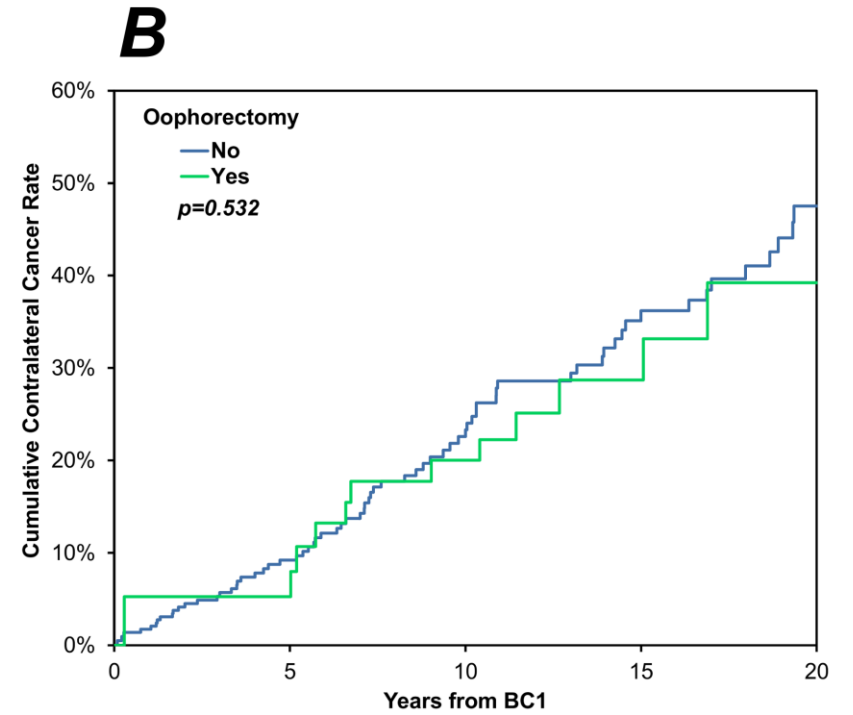 B
60%
50%
40%
30%
20%
10%
0%
Cumulative Contralateral Cancer Rate
Oophorectomy
No
Yes
p=0.532
0 5 10 15 20
Years from BC1